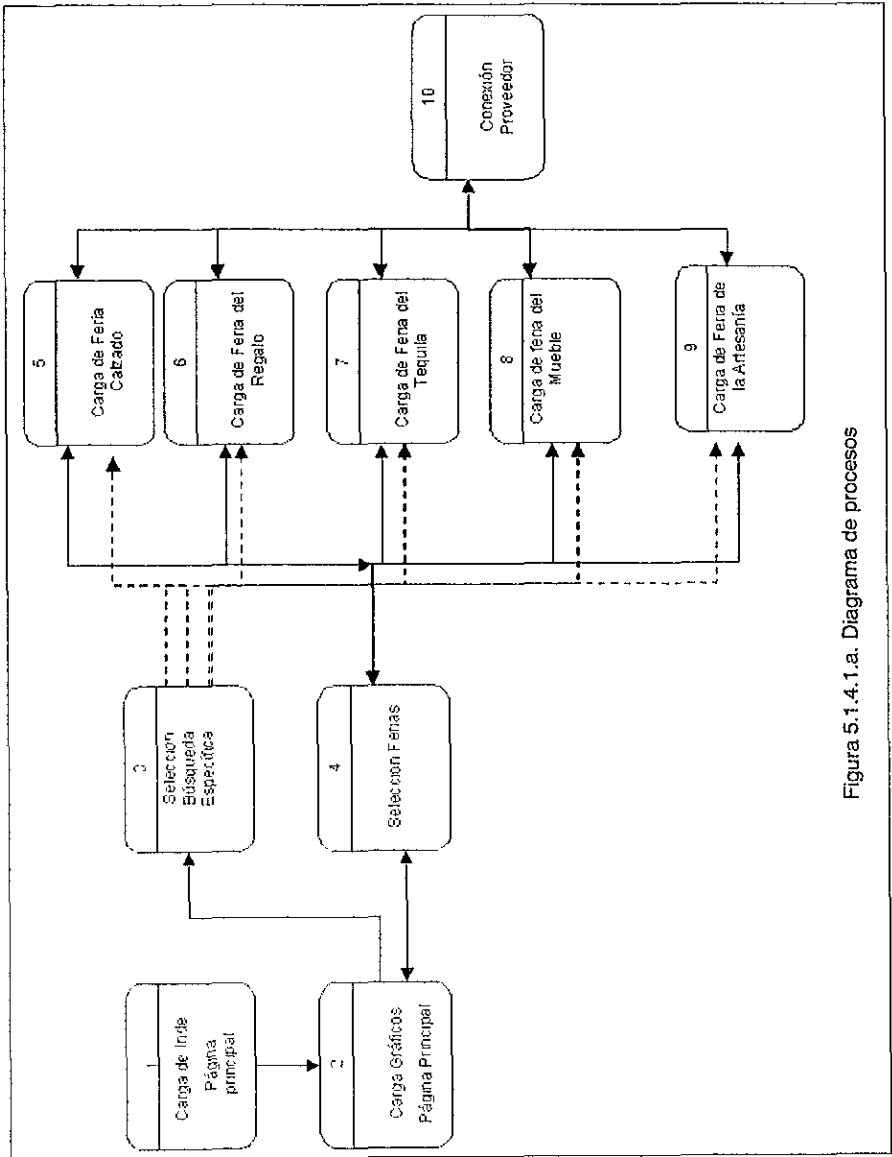 1
Carga de Inde
Página
principal
2
Carga Gráficos
Página Principal
3
Seleccion
Búsqueda
Específica
4
Seleccion Ferias
5
Carga de Feria
Calzado
6
Carga de Feria del
Regalo
7
Carga de Feria del
Tequila
8
Carga de feria del
Mueble
9
Carga de Feria de
la Artesanía
10
Conexión
Proveedor
Figura 5.1.4.1.a. Diagrama de procesos